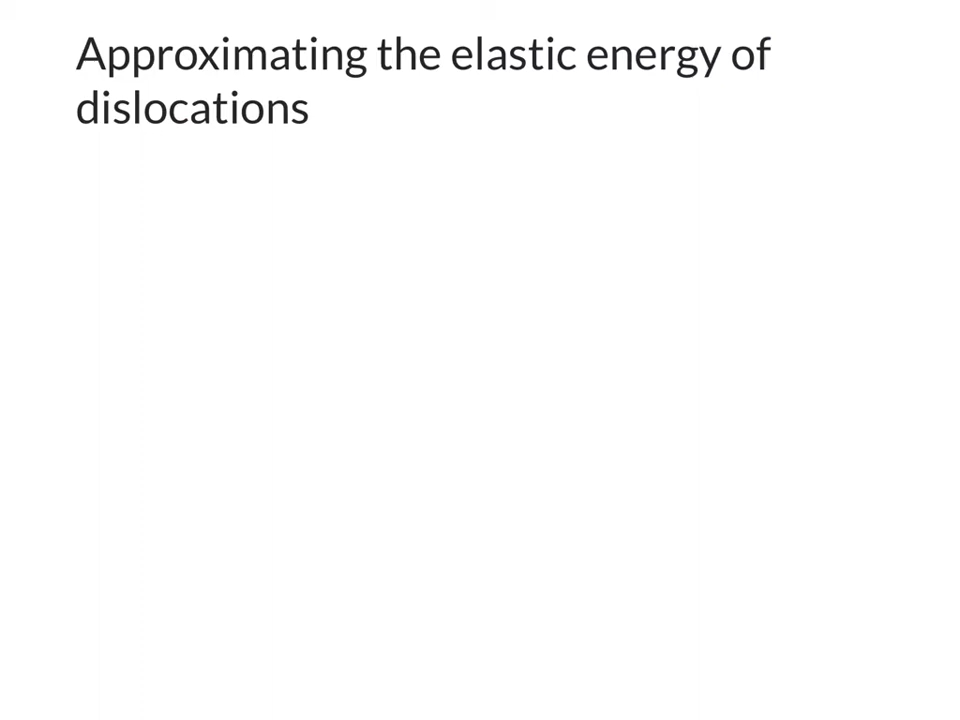 Approximating the elastic energy of
dislocations